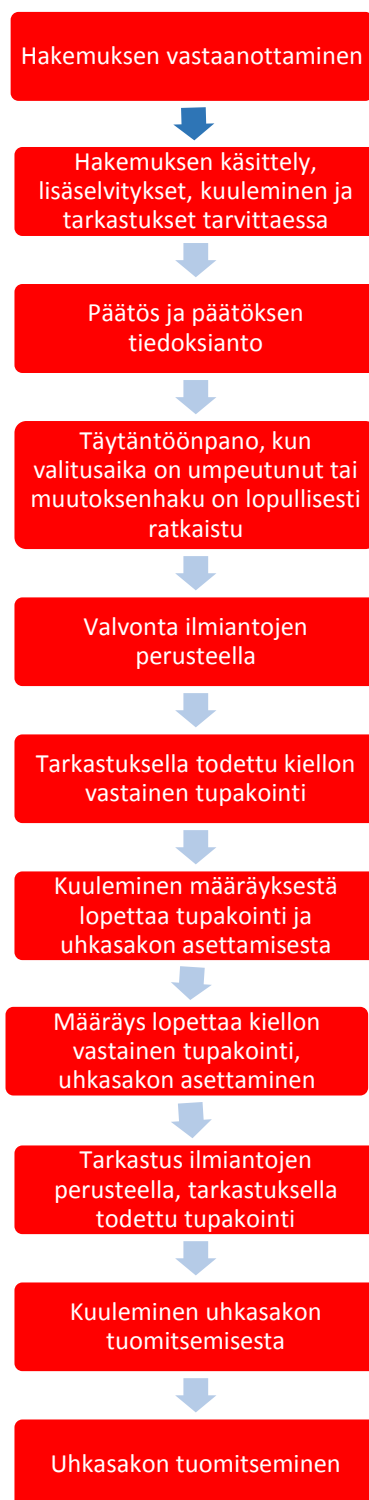 Hakemuksen vastaanottaminen
Hakemuksen käsittely,
lisäselvitykset, kuuleminen ja
tarkastukset tarvittaessa
Päätös ja päätöksen
tiedoksianto
Täytäntöönpano, kun
valitusaika on umpeutunut tai
muutoksenhaku on lopullisesti
ratkaistu
Valvonta ilmiantojen
perusteella
Tarkastuksella todettu kiellon
vastainen tupakointi
Kuuleminen määräyksestä
lopettaa tupakointi ja
uhkasakon asettamisesta
Määräys lopettaa kiellon
vastainen tupakointi,
uhkasakon asettaminen
Tarkastus ilmiantojen
perusteella, tarkastuksella
todettu tupakointi
Kuuleminen uhkasakon
tuomitsemisesta
Uhkasakon tuomitseminen